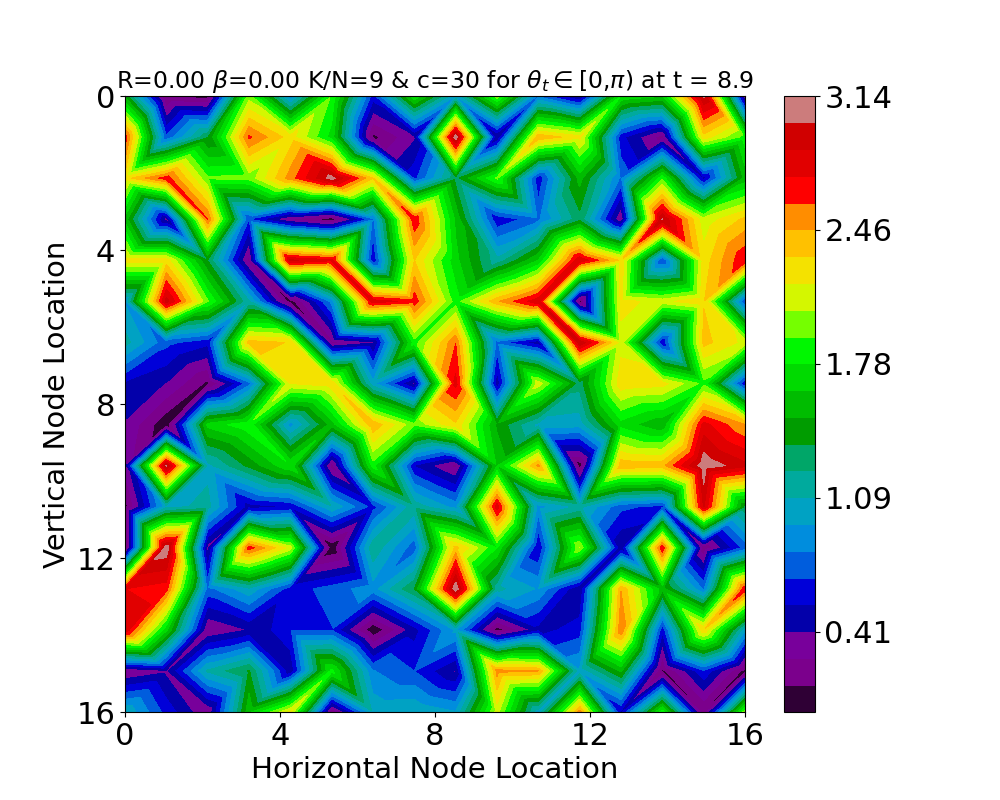 R=0.00 β=0.00 K/N=9 & c=30 for θ_t ∈ [0,π) at t = 8.9
0
4
8
12
16
Vertical Node Location
0 4 8 12 16
Horizontal Node Location
3.14
2.46
1.78
1.09
0.41